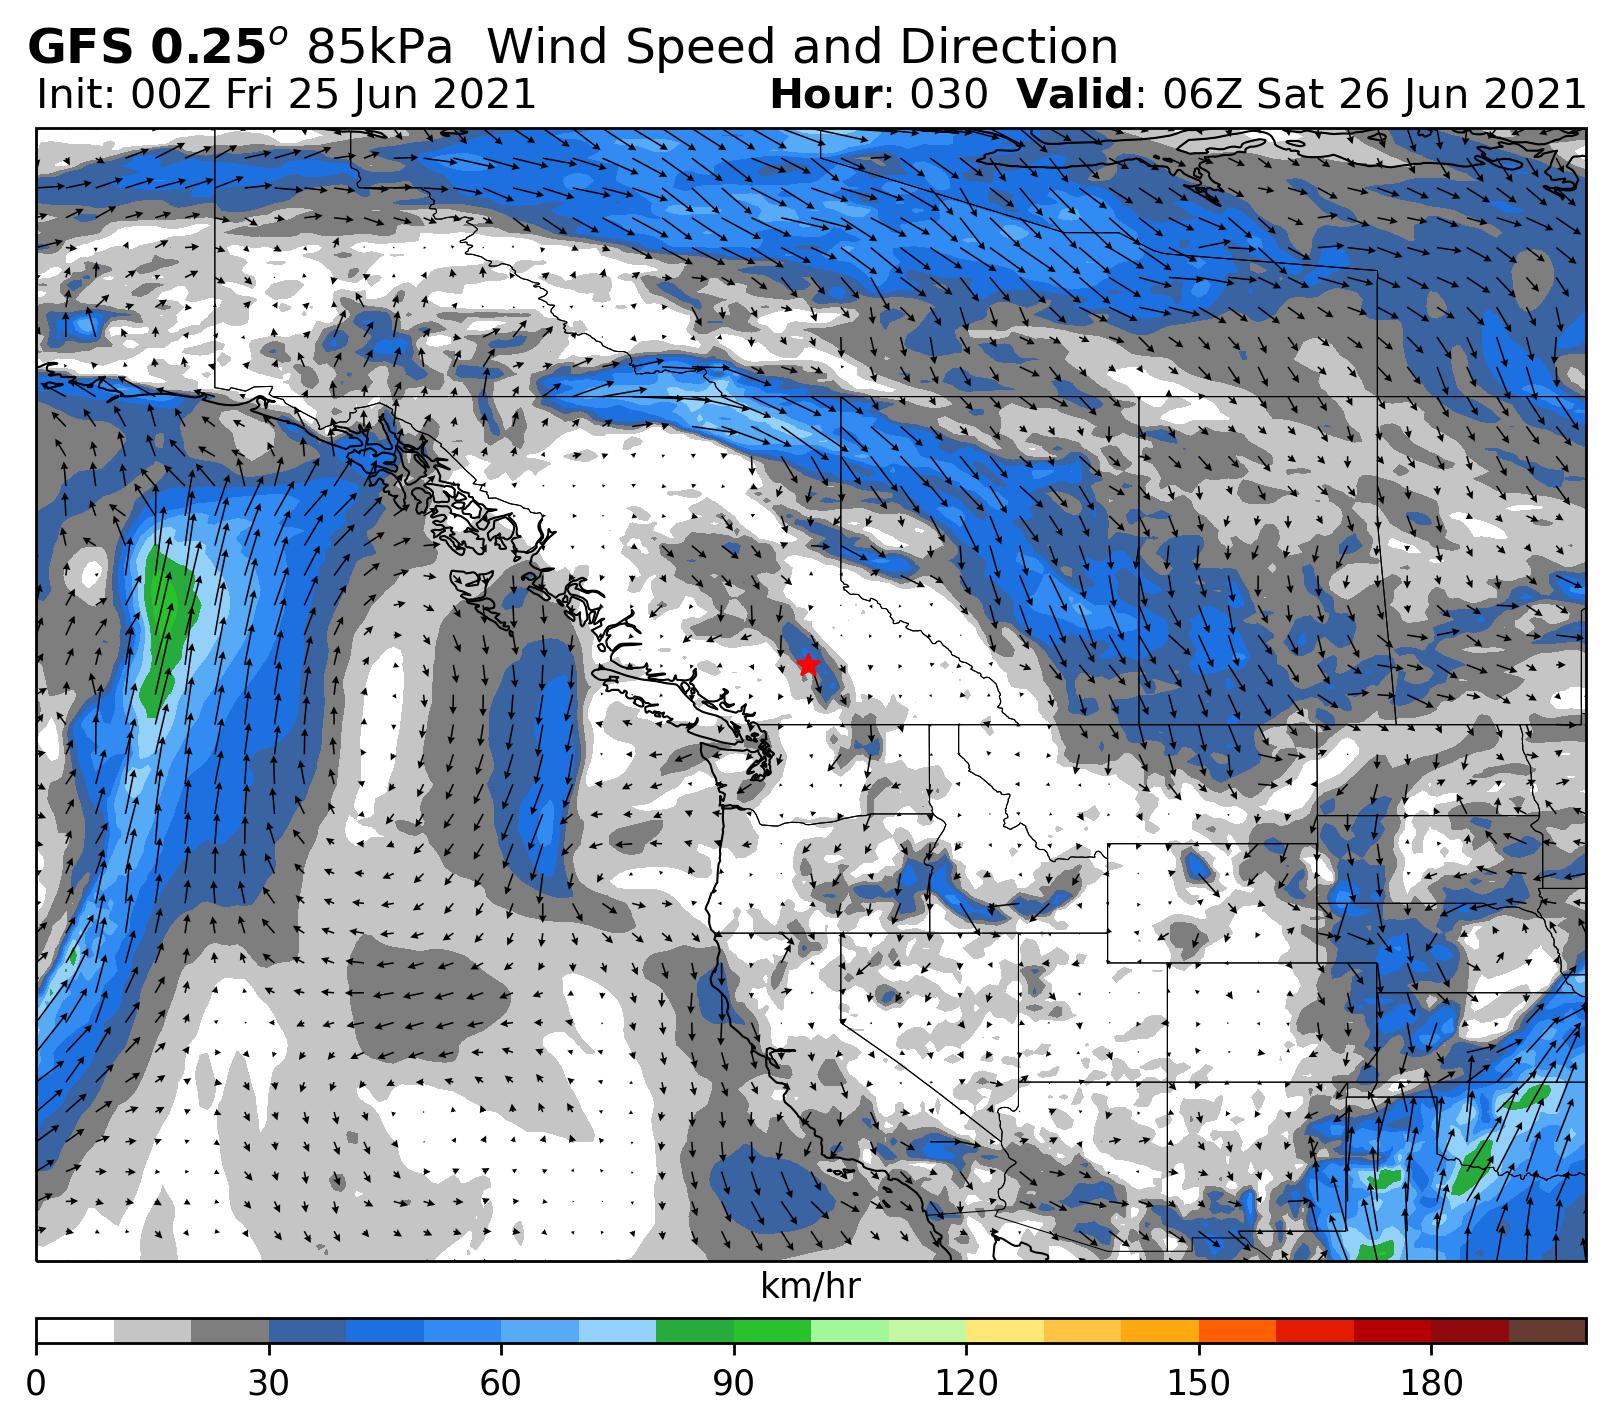 GFS 0.25° 85kPa Wind Speed and Direction
Init: 00Z Fri 25 Jun 2021 Hour: 030 Valid: 06Z Sat 26 Jun 2021
km/hr
0 30 60 90 120 150 180